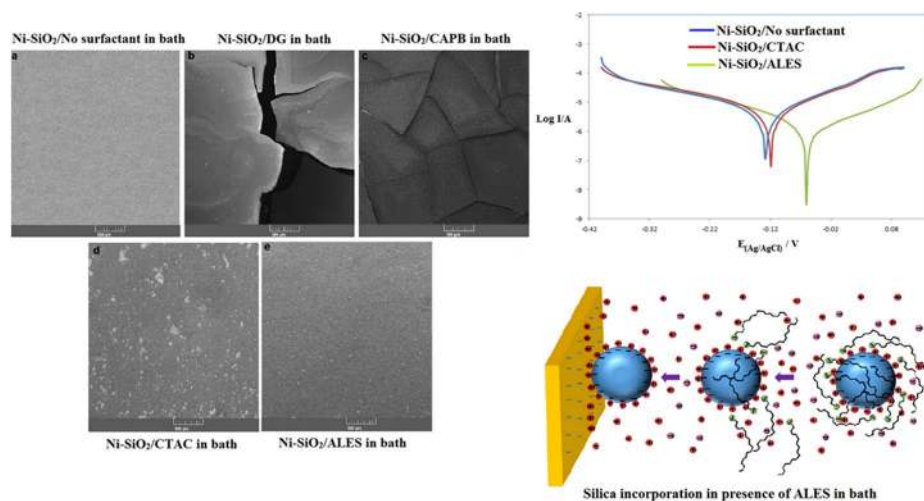 Ni-SiO2/No surfactant in bath
Ni-SiO2/DG in bath
Ni-SiO2/CAPB in bath
a
b
c
d
e
Ni-SiO2/CTAC in bath
Ni-SiO2/ALES in bath
-2
-3
-4
-5
-6
-7
-8
-9
Log I/A
Ni-SiO2/No surfactant
Ni-SiO2/CTAC
Ni-SiO2/ALES
-0.42 -0.32 -0.22 -0.12 -0.02 0.08
E(Ag/AgCl) / V
Silica incorporation in presence of ALES in bath